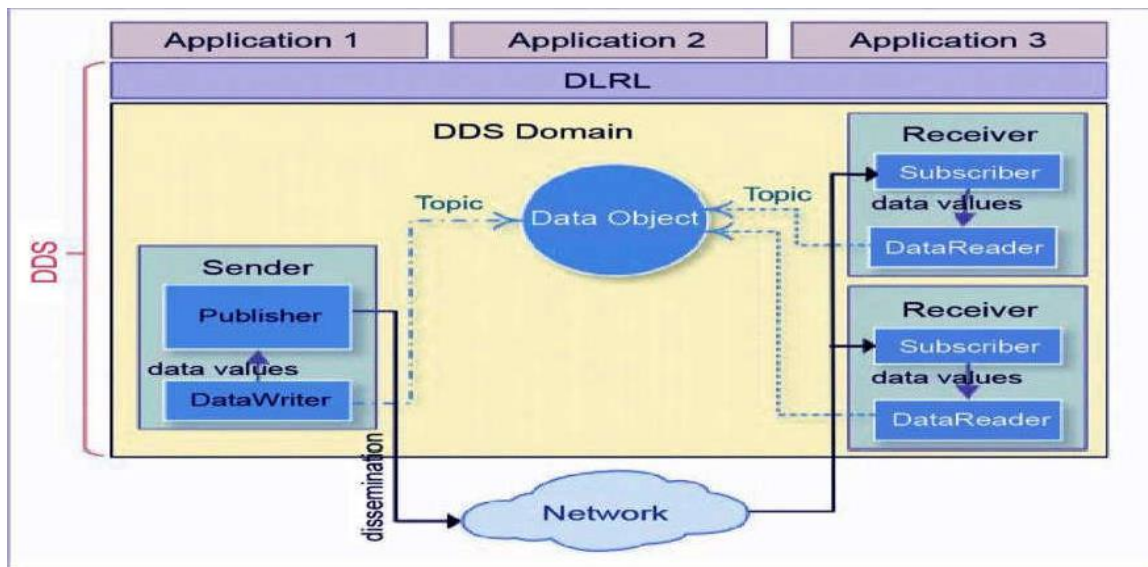 Application 1
Application 2
Application 3
DLRL
DDS
DDS Domain
Receiver
Subscriber
data values
DataReader
Topic
Topic
Data Object
Sender
Publisher
data values
DataWriter
Receiver
Subscriber
data values
DataReader
dissemination
Network